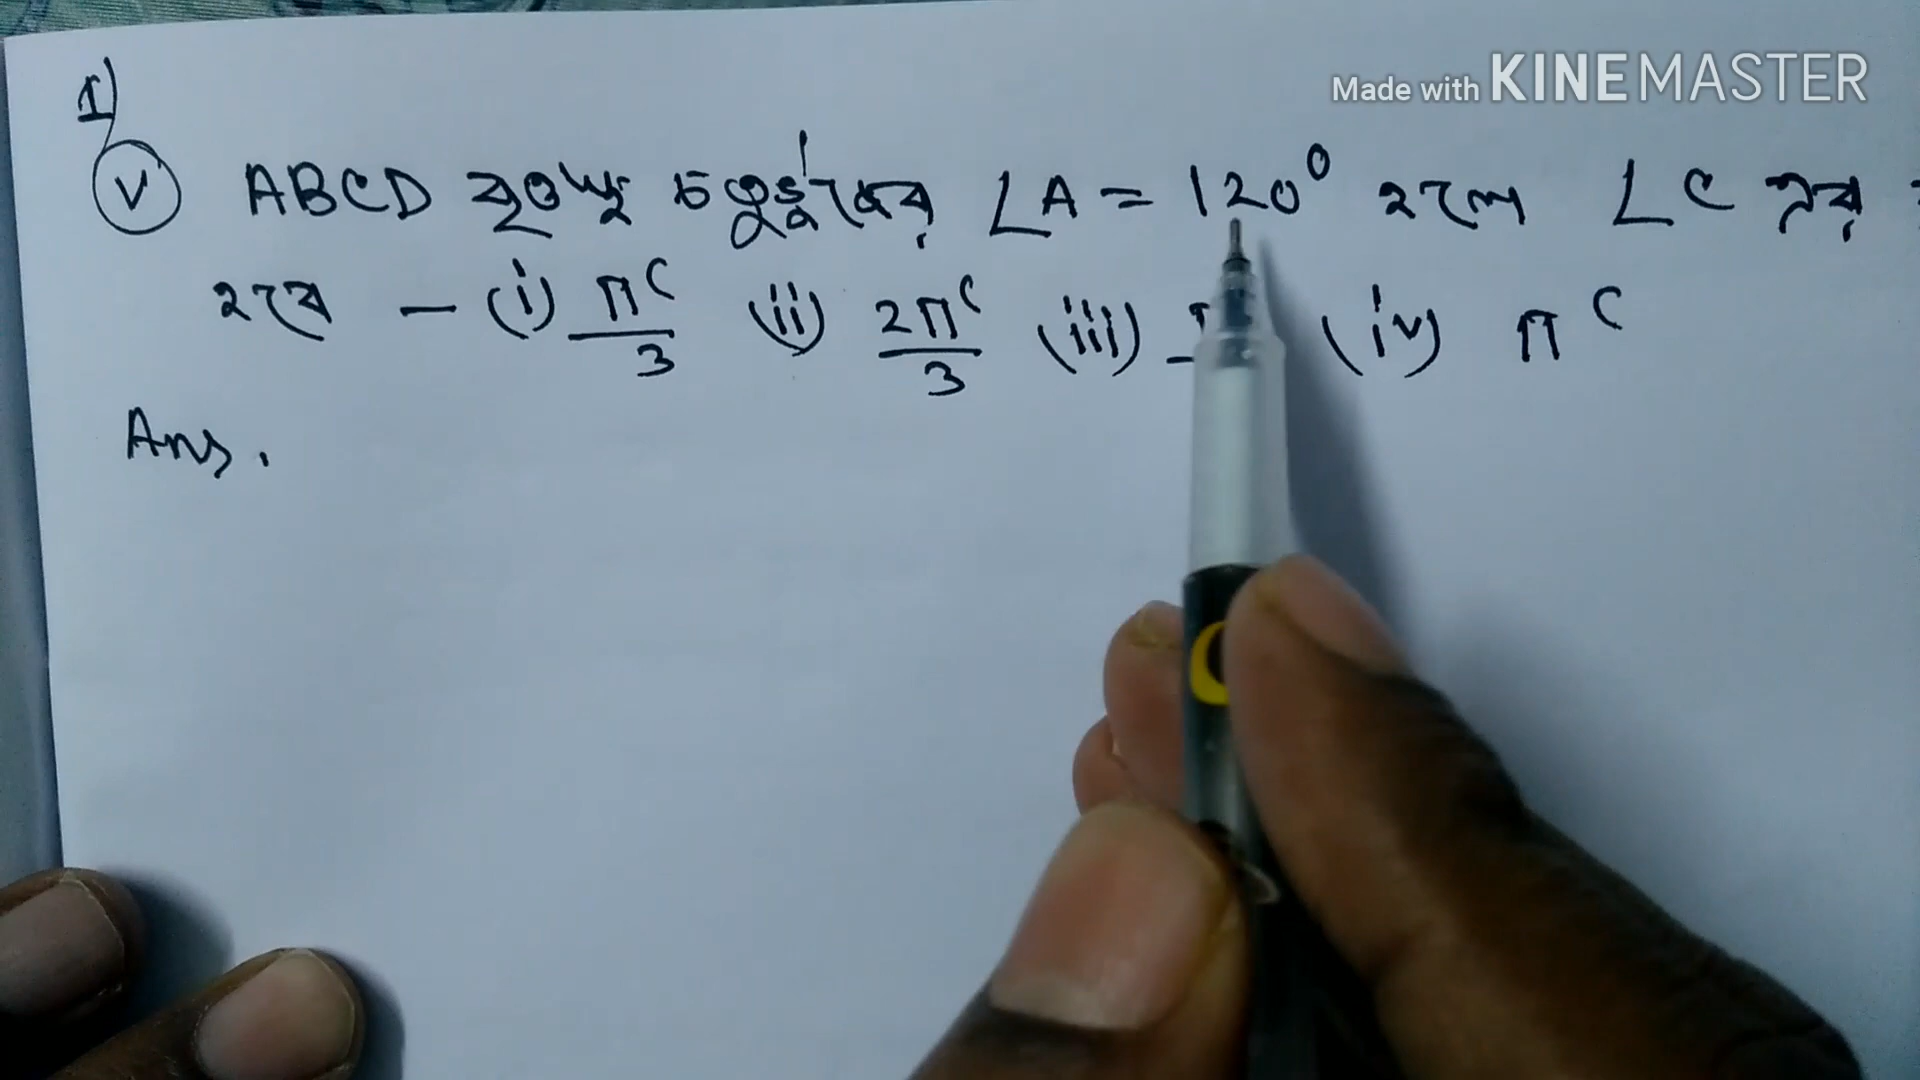 Made with KINEMASTER
1)
v ABCD বৃত্তস্থ চতুর্ভুজের ∠A = 120° হলে ∠C এর
হবে – (i) π^c/3 (ii) 2π^c/3 (iii) (iv) π^c
Ans.